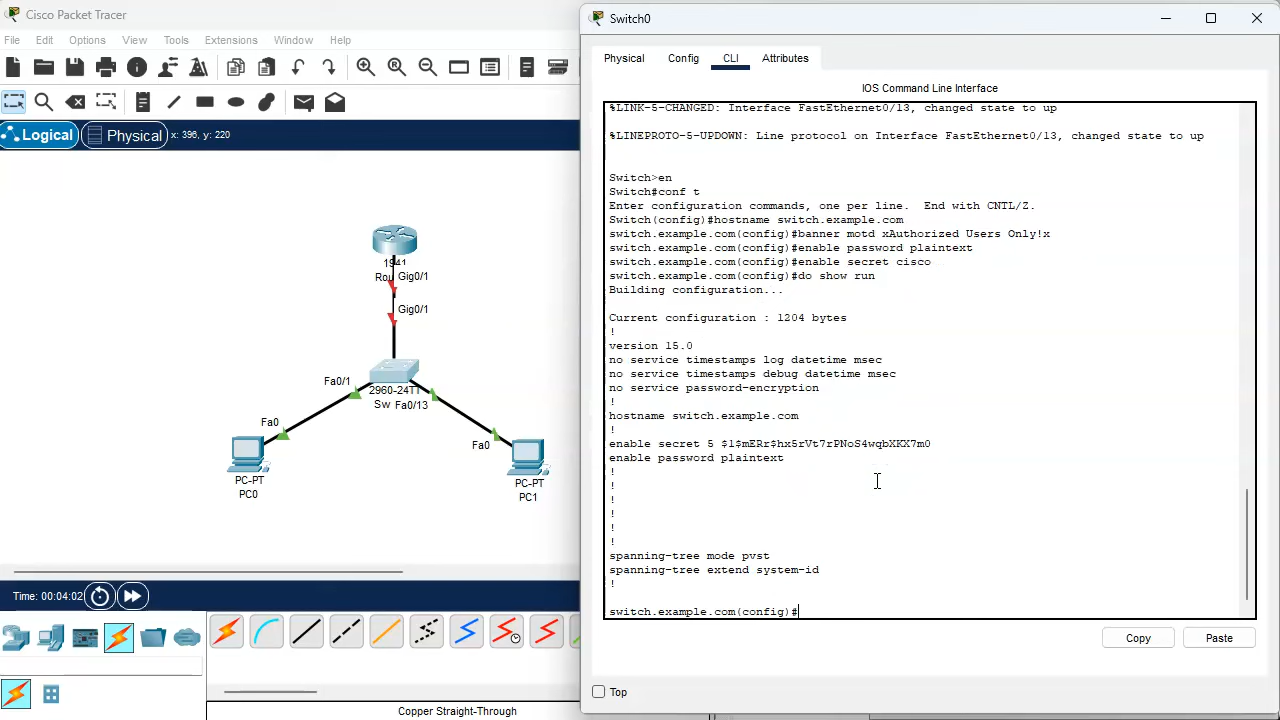 Cisco Packet Tracer
File Edit Options View Tools Extensions Window Help
Logical Physical x: 396, y: 220
1941
Rou Gig0/1
Gig0/1
Fa0/1
2960-24TT
Sw Fa0/13
Fa0
Fa0
PC-PT
PC0
PC-PT
PC1
Time: 00:04:02
Copper Straight-Through
Switch0
Physical Config CLI Attributes
IOS Command Line Interface
%LINK-5-CHANGED: Interface FastEthernet0/13, changed state to up
%LINEPROTO-5-UPDOWN: Line protocol on Interface FastEthernet0/13, changed state to up
Switch>en
Switch#conf t
Enter configuration commands, one per line.  End with CNTL/Z.
Switch(config)#hostname switch.example.com
switch.example.com(config)#banner motd xAuthorized Users Only!x
switch.example.com(config)#enable password plaintext
switch.example.com(config)#enable secret cisco
switch.example.com(config)#do show run
Building configuration...
Current configuration : 1204 bytes
!
version 15.0
no service timestamps log datetime msec
no service timestamps debug datetime msec
no service password-encryption
!
hostname switch.example.com
!
enable secret 5 $1$mERr$hx5rVt7rPNoS4wqbXKX7m0
enable password plaintext
!
!
!
!
!
!
spanning-tree mode pvst
spanning-tree extend system-id
!
switch.example.com(config)#
Copy Paste
Top